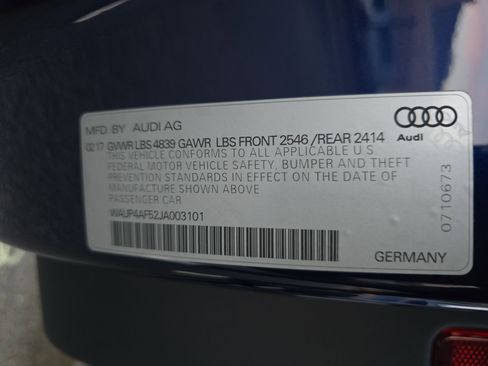 MFD. BY AUDI AG
02·17 GVWR LBS 4839 GAWR LBS FRONT 2546 /REAR 2414
THIS VEHICLE CONFORMS TO ALL APPLICABLE U S
FEDERAL MOTOR VEHICLE SAFETY, BUMPER AND THEFT
PREVENTION STANDARDS IN EFFECT ON THE DATE OF
MANUFACTURE SHOWN ABOVE
PASSENGER CAR
WAUP4AF52JA003101
Audi
0710673
GERMANY